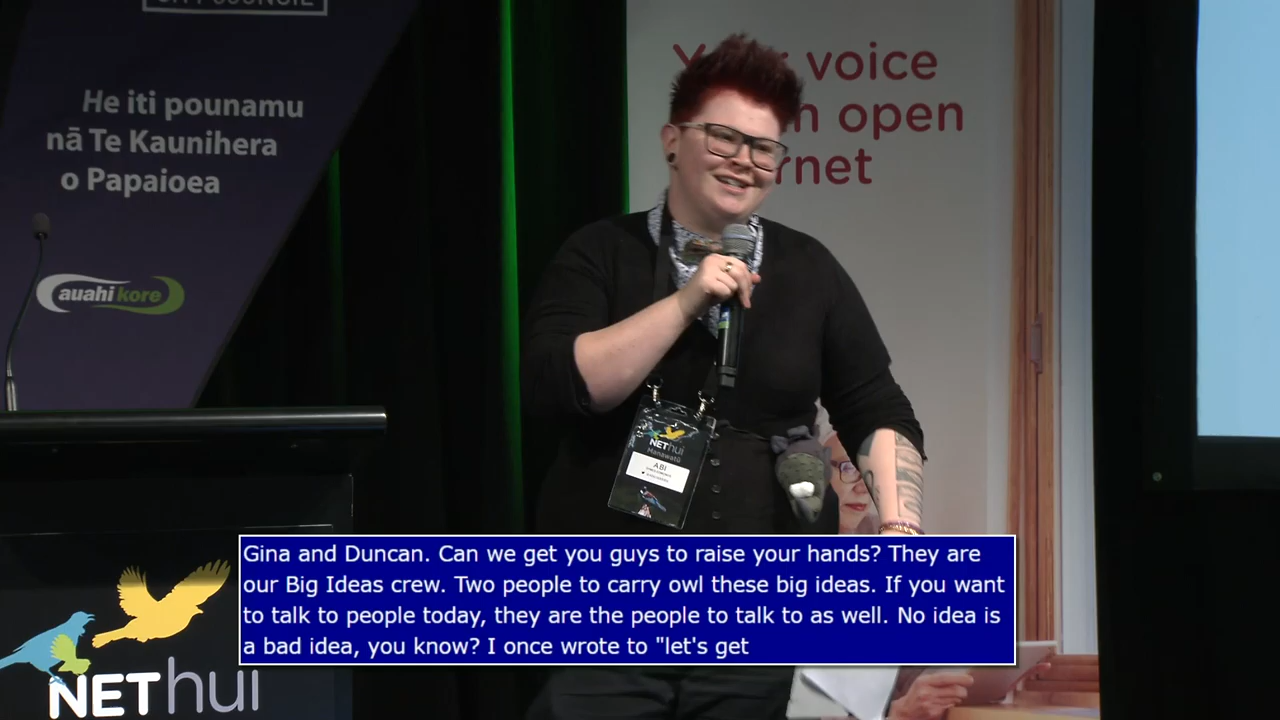 He iti pounamu
nā Te Kaunihera
o Papaioea
auahi kore
voice
open
NEThui
Manawatū
ABI
Gina and Duncan. Can we get you guys to raise your hands? They are
our Big Ideas crew. Two people to carry owl these big ideas. If you want
to talk to people today, they are the people to talk to as well. No idea is
a bad idea, you know? I once wrote to "let's get
NEThui